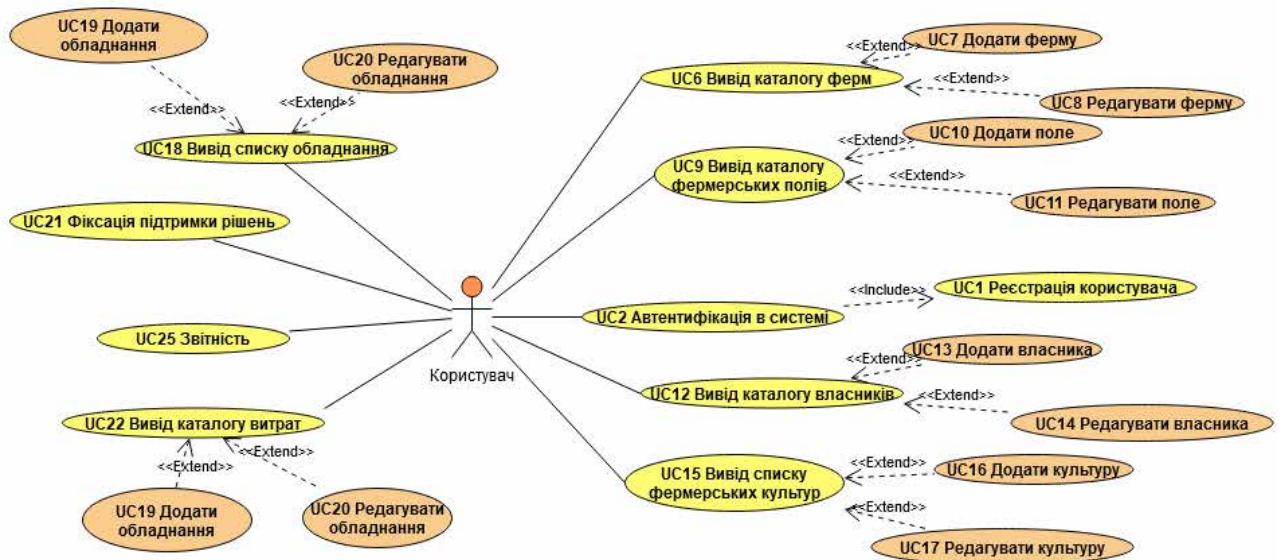 UC19 Додати
обладнання
UC20 Редагувати
обладнання
<<Extend>>
<<Extend>>
UC18 Вивід списку обладнання
UC21 Фіксація підтримки рішень
UC25 Звітність
UC22 Вивід каталогу витрат
<<Extend>>
<<Extend>>
UC19 Додати
обладнання
UC20 Редагувати
обладнання
Користувач
<<Extend>>
UC7 Додати ферму
UC6 Вивід каталогу ферм
<<Extend>>
UC8 Редагувати ферму
UC10 Додати поле
<<Extend>>
UC9 Вивід каталогу
фермерських полів
<<Extend>>
UC11 Редагувати поле
<<Include>>
UC1 Реєстрація користувача
UC2 Автентифікація в системі
UC13 Додати власника
<<Extend>>
UC12 Вивід каталогу власників
<<Extend>>
UC14 Редагувати власника
UC15 Вивід списку
фермерських культур
<<Extend>>
UC16 Додати культуру
<<Extend>>
UC17 Редагувати культуру